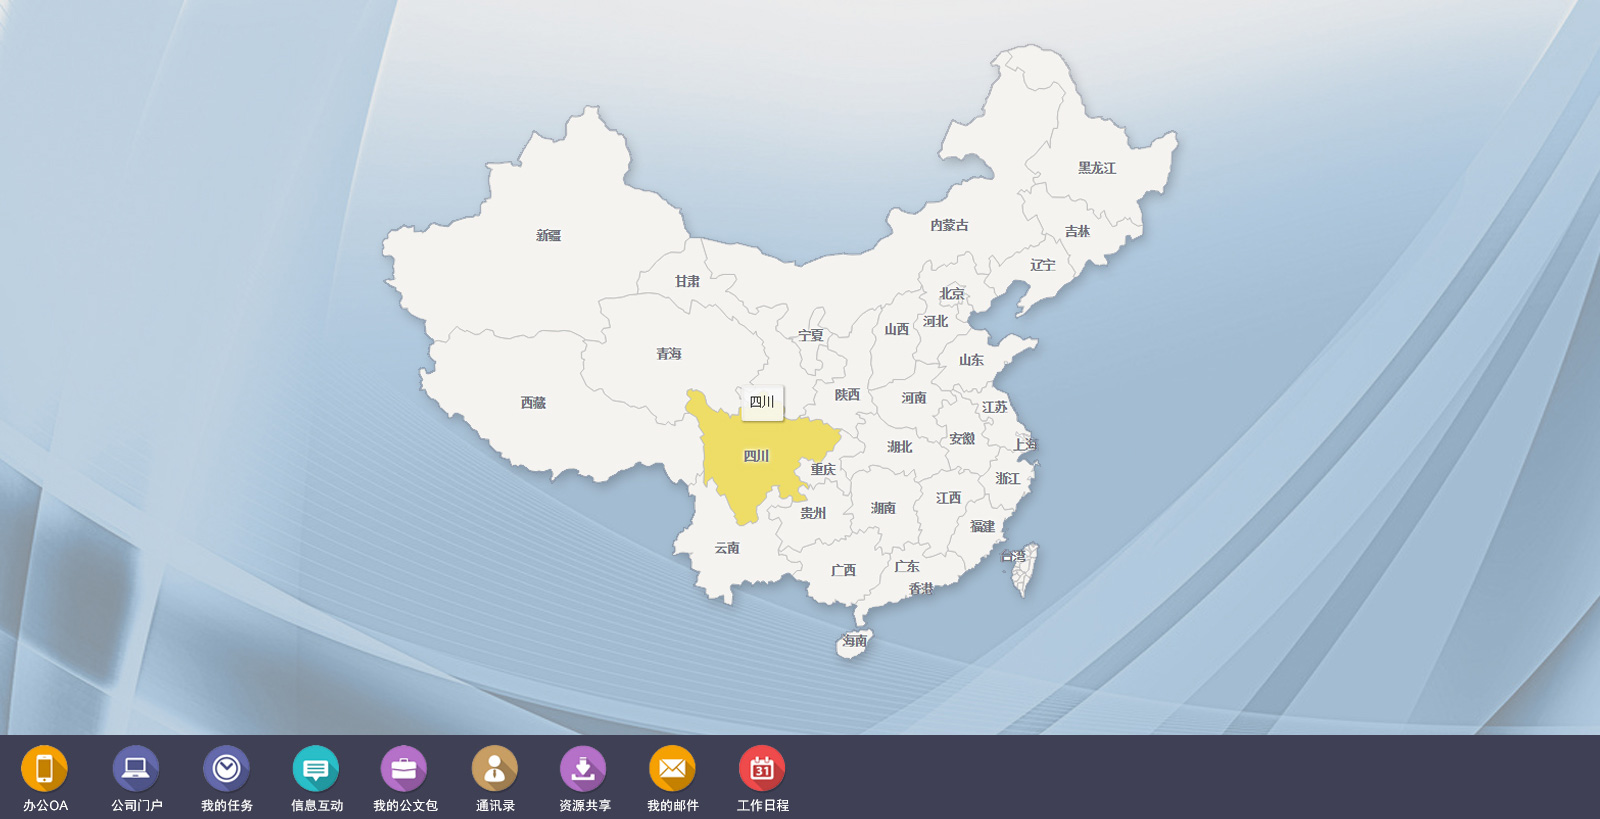 黑龙江
内蒙古
吉林
新疆
辽宁
甘肃
北京
河北
山西
宁夏
青海
山东
陕西
河南
西藏
四川
江苏
安徽
上海
湖北
四川
重庆
浙江
江西
湖南
贵州
福建
云南
台湾
广东
广西
香港
海南
31
办公OA
公司门户
我的任务
信息互动
我的公文包
通讯录
资源共享
我的邮件
工作日程